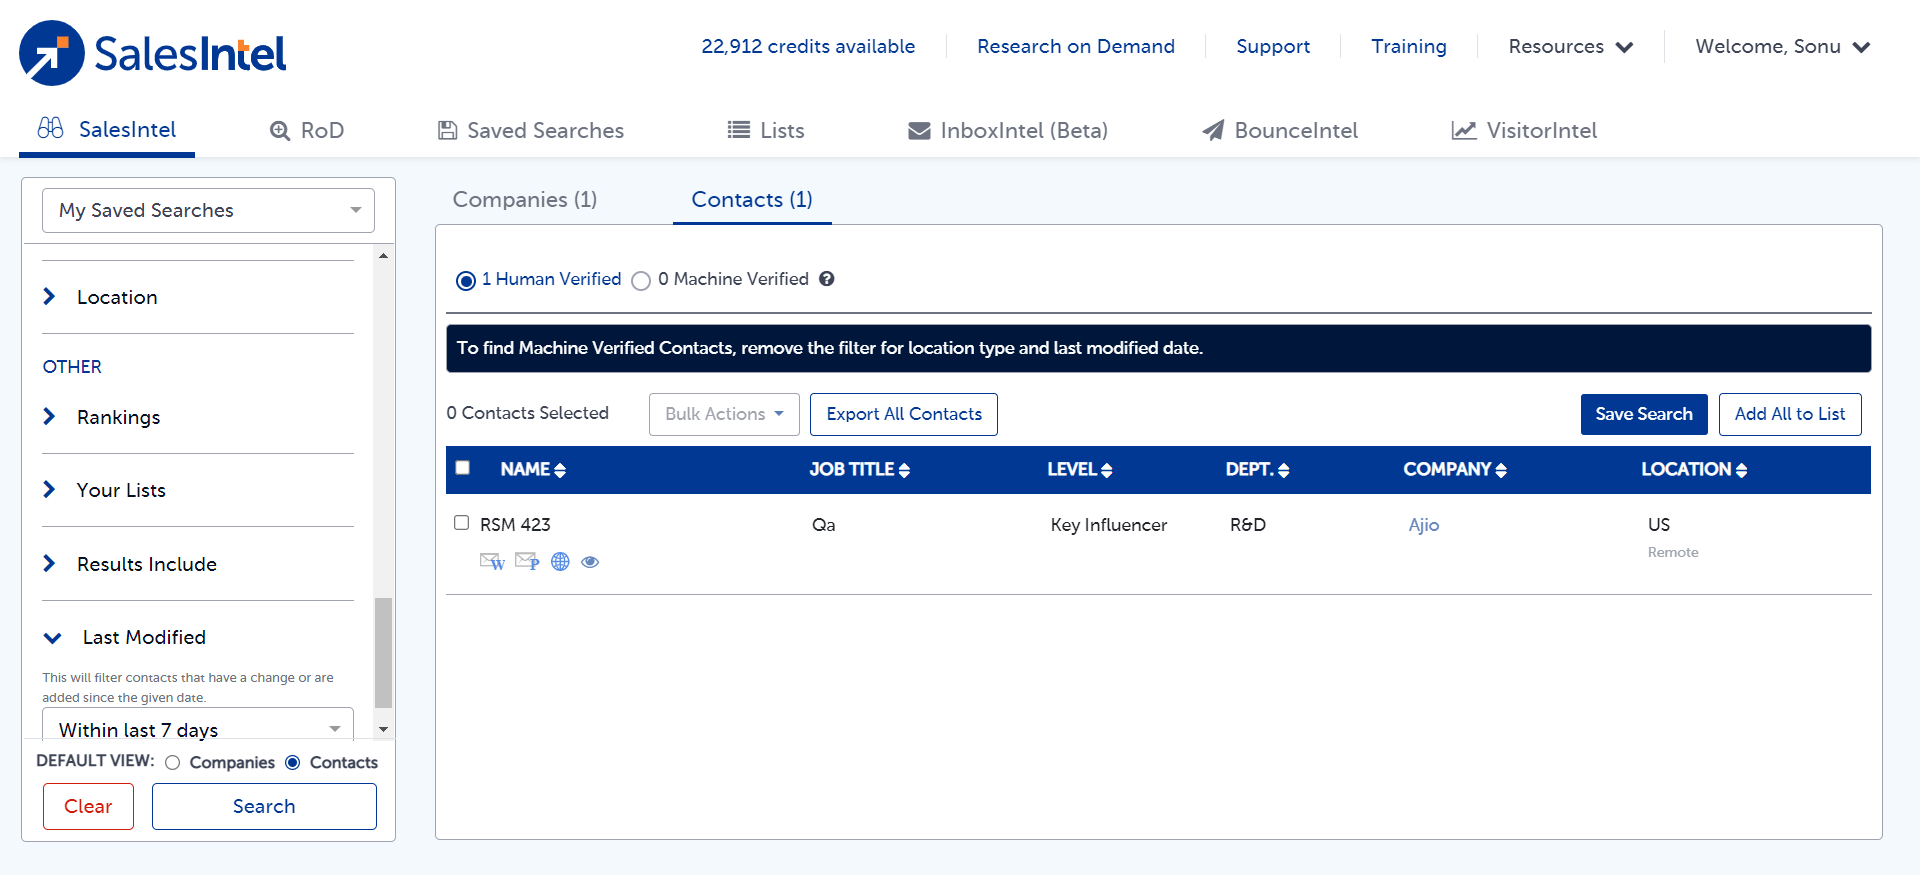 SalesIntel
22,912 credits available
Research on Demand
Support
Training
Resources
Welcome, Sonu
SalesIntel
RoD
Saved Searches
Lists
InboxIntel (Beta)
BounceIntel
VisitorIntel
My Saved Searches
Location
OTHER
Rankings
Your Lists
Results Include
Last Modified
This will filter contacts that have a change or are
added since the given date.
Within last 7 days
DEFAULT VIEW: Companies Contacts
Clear
Search
Companies (1)
Contacts (1)
1 Human Verified
0 Machine Verified ?
To find Machine Verified Contacts, remove the filter for location type and last modified date.
0 Contacts Selected
Bulk Actions
Export All Contacts
Save Search
Add All to List
NAME JOB TITLE LEVEL DEPT. COMPANY LOCATION
RSM 423 Qa Key Influencer R&D Ajio US
W P
Remote